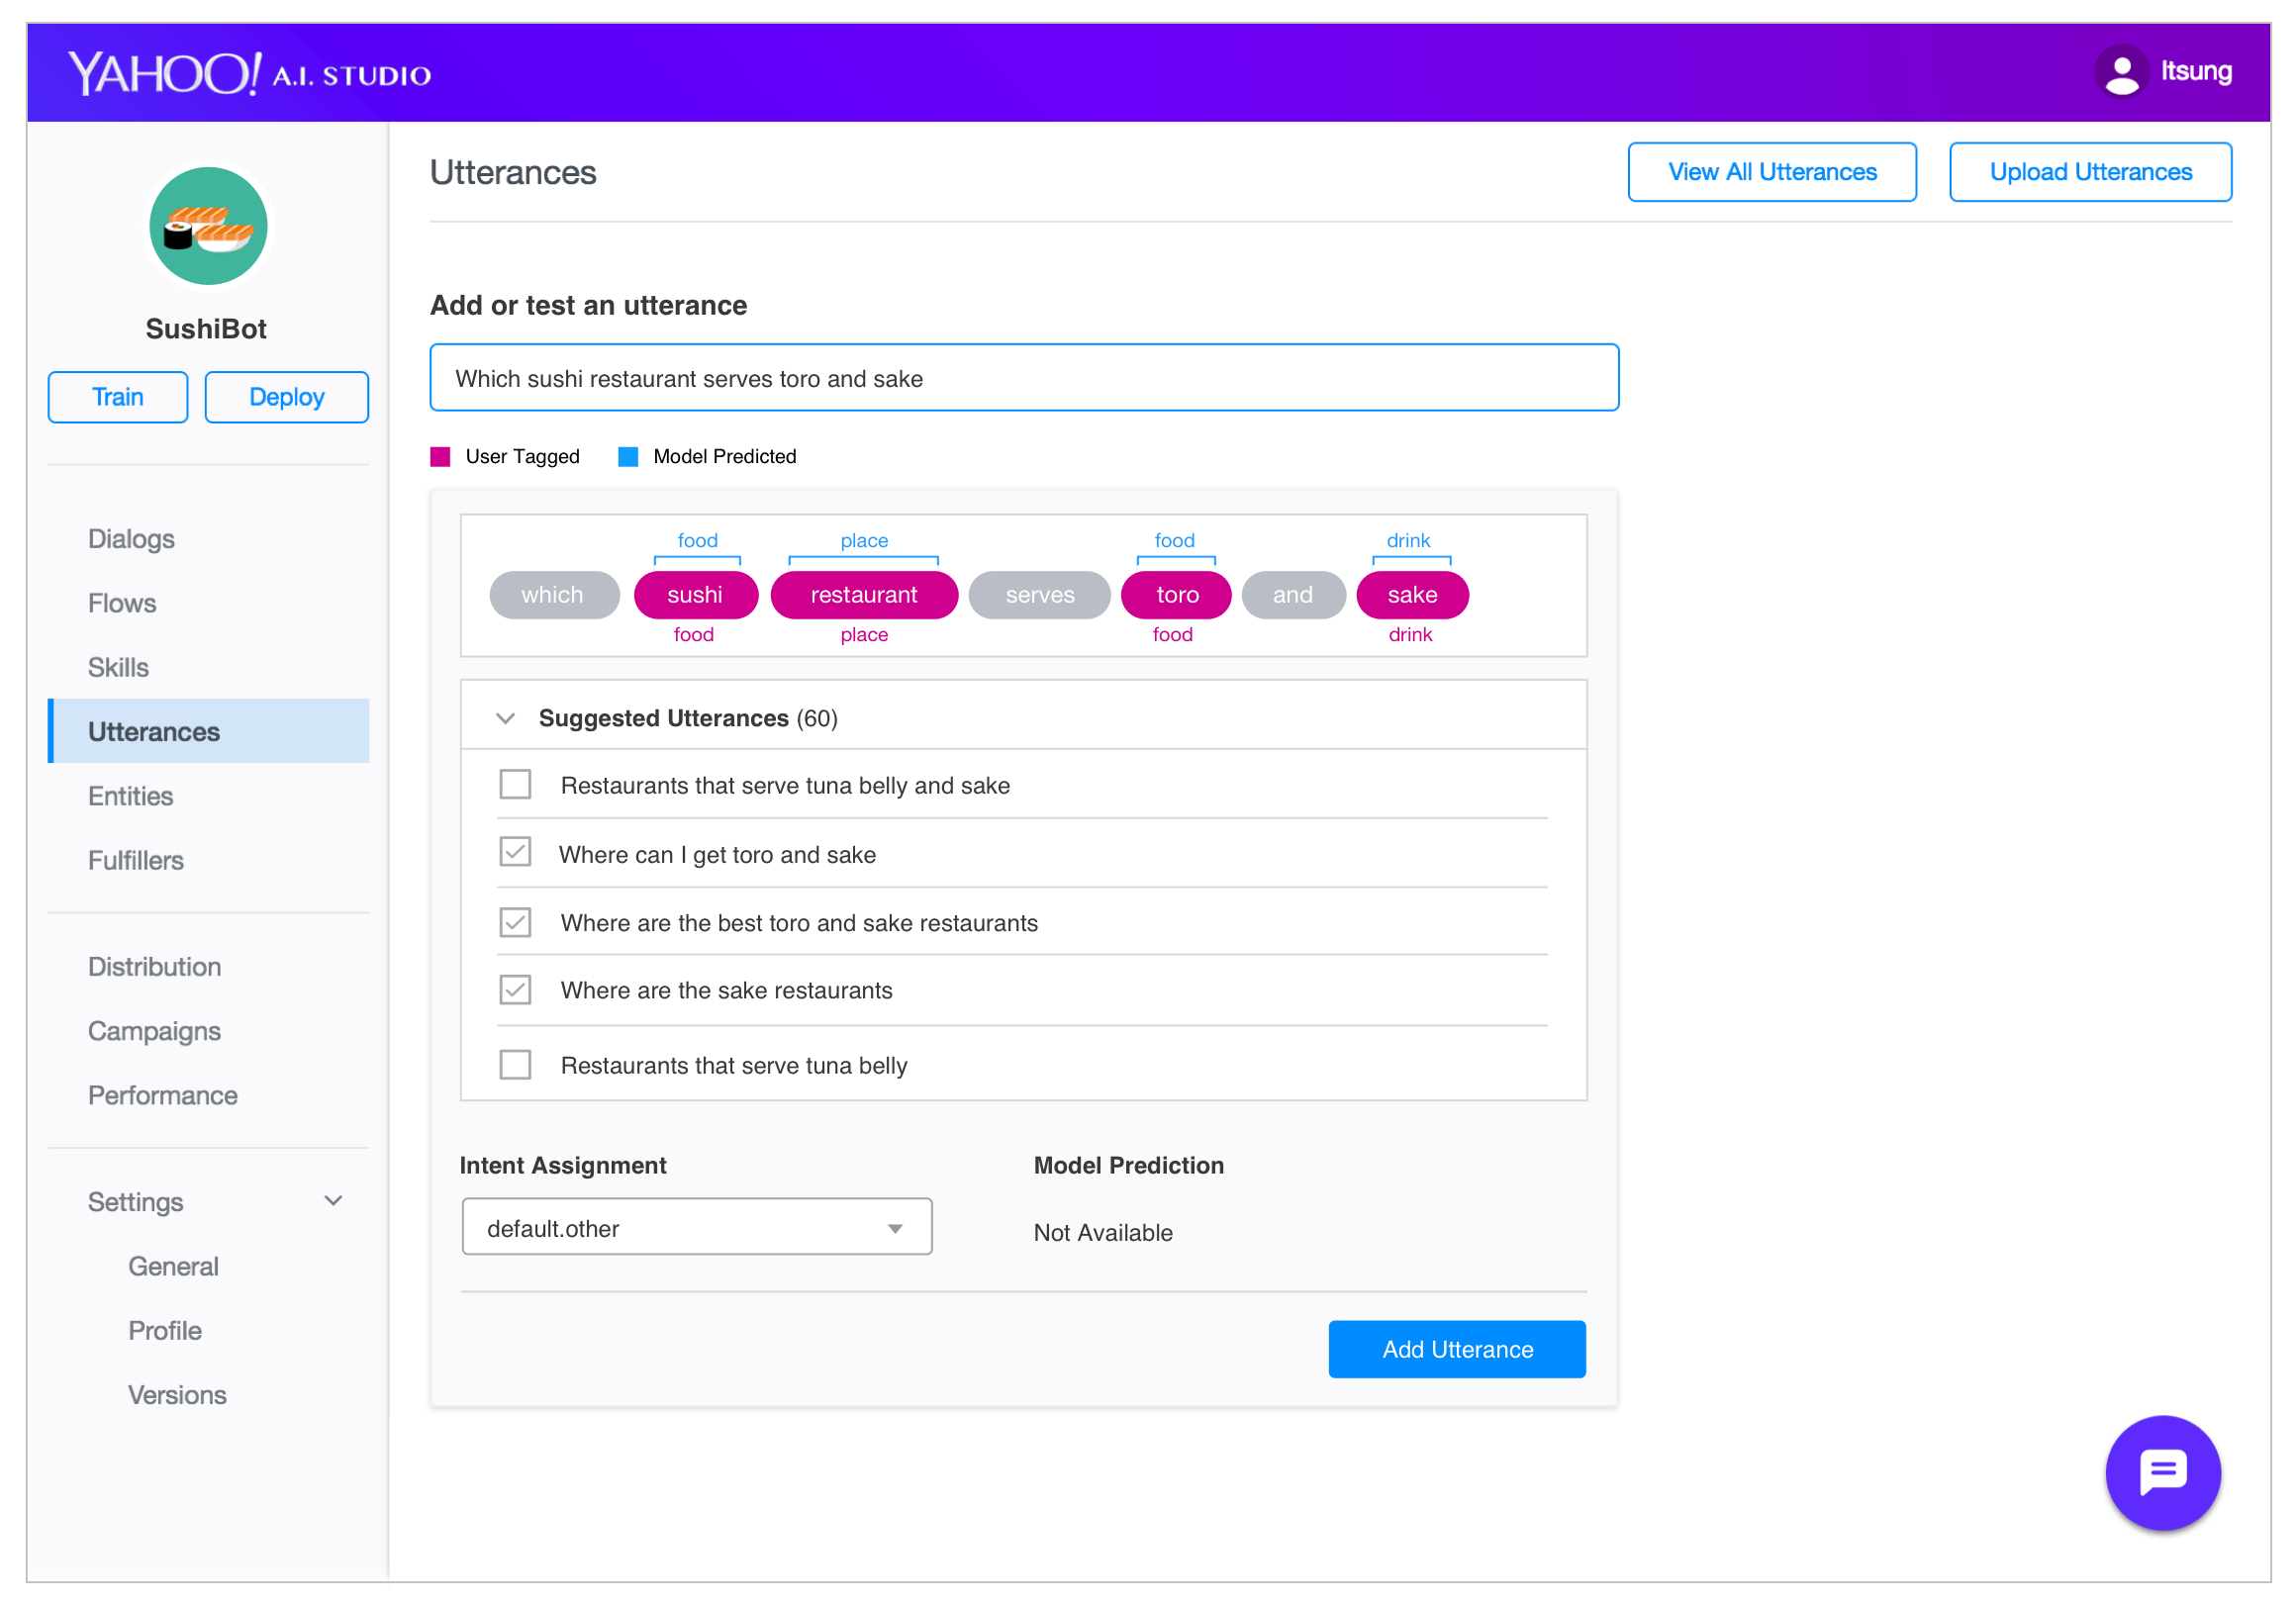 YAHOO! A.I. STUDIO
ltsung
SushiBot
Train
Deploy
Dialogs
Flows
Skills
Utterances
Entities
Fulfillers
Distribution
Campaigns
Performance
Settings
General
Profile
Versions
Utterances
View All Utterances
Upload Utterances
Add or test an utterance
Which sushi restaurant serves toro and sake
User Tagged
Model Predicted
food place food drink
which sushi restaurant serves toro and sake
food place food drink
Suggested Utterances (60)
Restaurants that serve tuna belly and sake
Where can I get toro and sake
Where are the best toro and sake restaurants
Where are the sake restaurants
Restaurants that serve tuna belly
Intent Assignment
default.other
Model Prediction
Not Available
Add Utterance